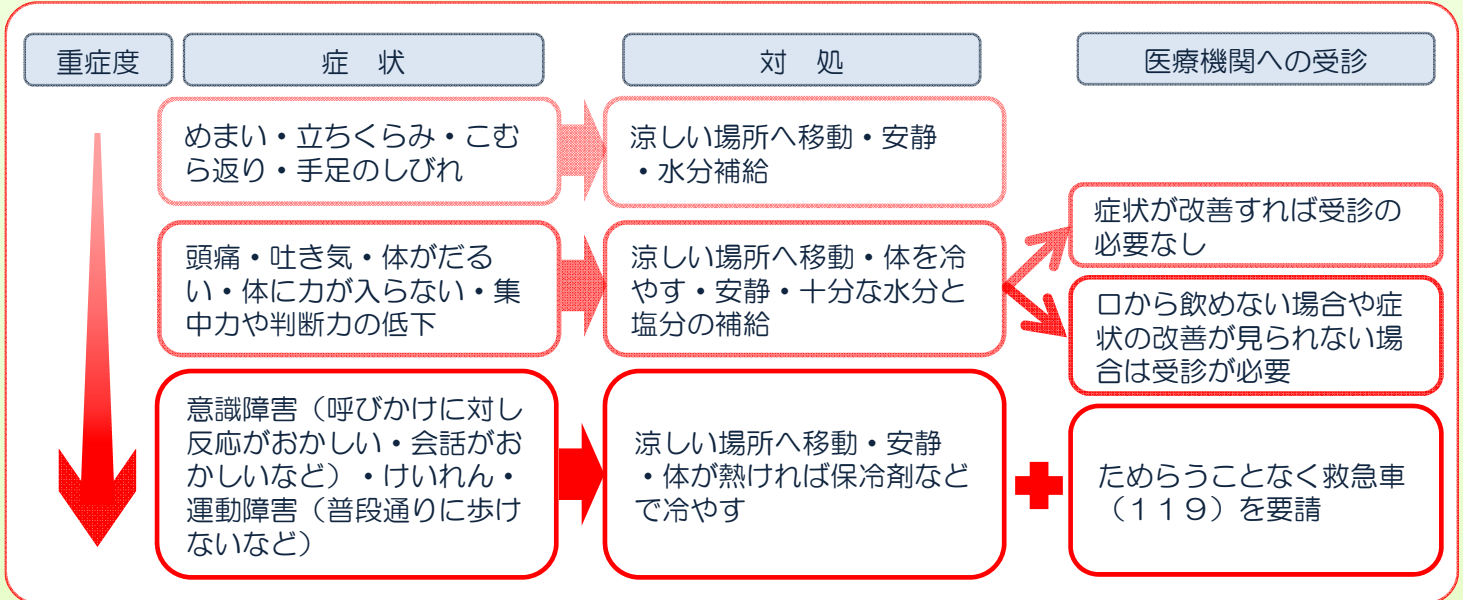 重症度
症 状
対 処
医療機関への受診
めまい・立ちくらみ・こむ
ら返り・手足のしびれ
涼しい場所へ移動・安静
・水分補給
頭痛・吐き気・体がだる
い・体に力が入らない・集
中力や判断力の低下
涼しい場所へ移動・体を冷
やす・安静・十分な水分と
塩分の補給
症状が改善すれば受診の
必要なし
口から飲めない場合や症
状の改善が見られない場
合は受診が必要
意識障害（呼びかけに対し
反応がおかしい・会話がお
かしいなど）・けいれん・
運動障害（普段通りに歩け
ないなど）
涼しい場所へ移動・安静
・体が熱ければ保冷剤など
で冷やす
ためらうことなく救急車
（１１９）を要請